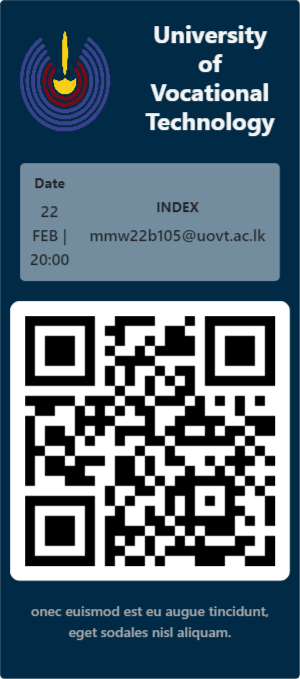 University
of
Vocational
Technology
Date
22
FEB |
20:00
INDEX
mmw22b105@uovt.ac.lk
onec euismod est eu augue tincidunt,
eget sodales nisl aliquam.